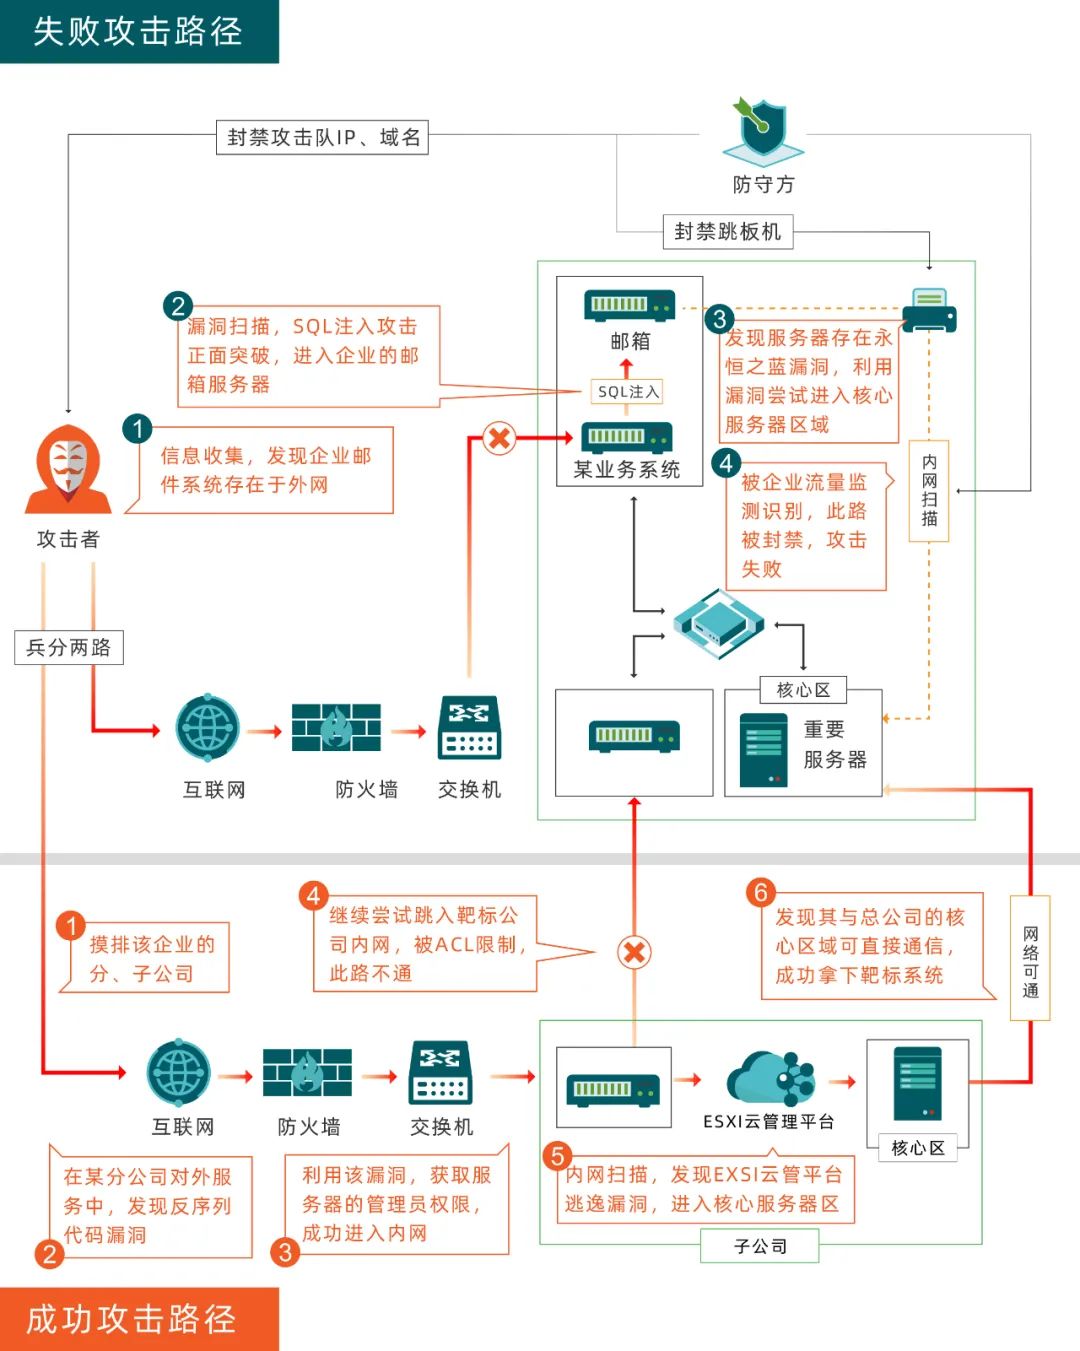 失败攻击路径
封禁攻击队IP、域名
防守方
封禁跳板机
2
漏洞扫描，SQL注入攻击
正面突破，进入企业的邮
箱服务器
邮箱
SQL注入
某业务系统
3
发现服务器存在永
恒之蓝漏洞，利用
漏洞尝试进入核心
服务器区域
1
信息收集，发现企业邮
件系统存在于外网
攻击者
4
被企业流量监
测识别，此路
被封禁，攻击
失败
内网扫描
兵分两路
互联网
防火墙
交换机
核心区
重要
服务器
1
摸排该企业的
分、子公司
4
继续尝试跳入靶标公
司内网，被ACL限制，
此路不通
6
发现其与总公司的核
心区域可直接通信，
成功拿下靶标系统
网络可通
互联网
防火墙
交换机
ESXI云管理平台
核心区
在某分公司对外服
务中，发现反序列
代码漏洞
2
利用该漏洞，获取服
务器的管理员权限，
成功进入内网
3
5
内网扫描，发现EXSI云管平台
逃逸漏洞，进入核心服务器区
子公司
成功攻击路径